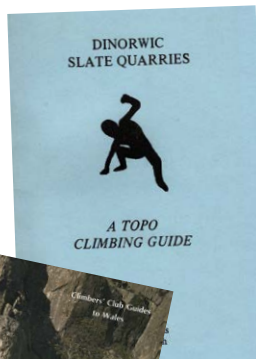 DINORWIC
SLATE QUARRIES
A TOPO
CLIMBING GUIDE
Climbers' Club Guides
to Wales